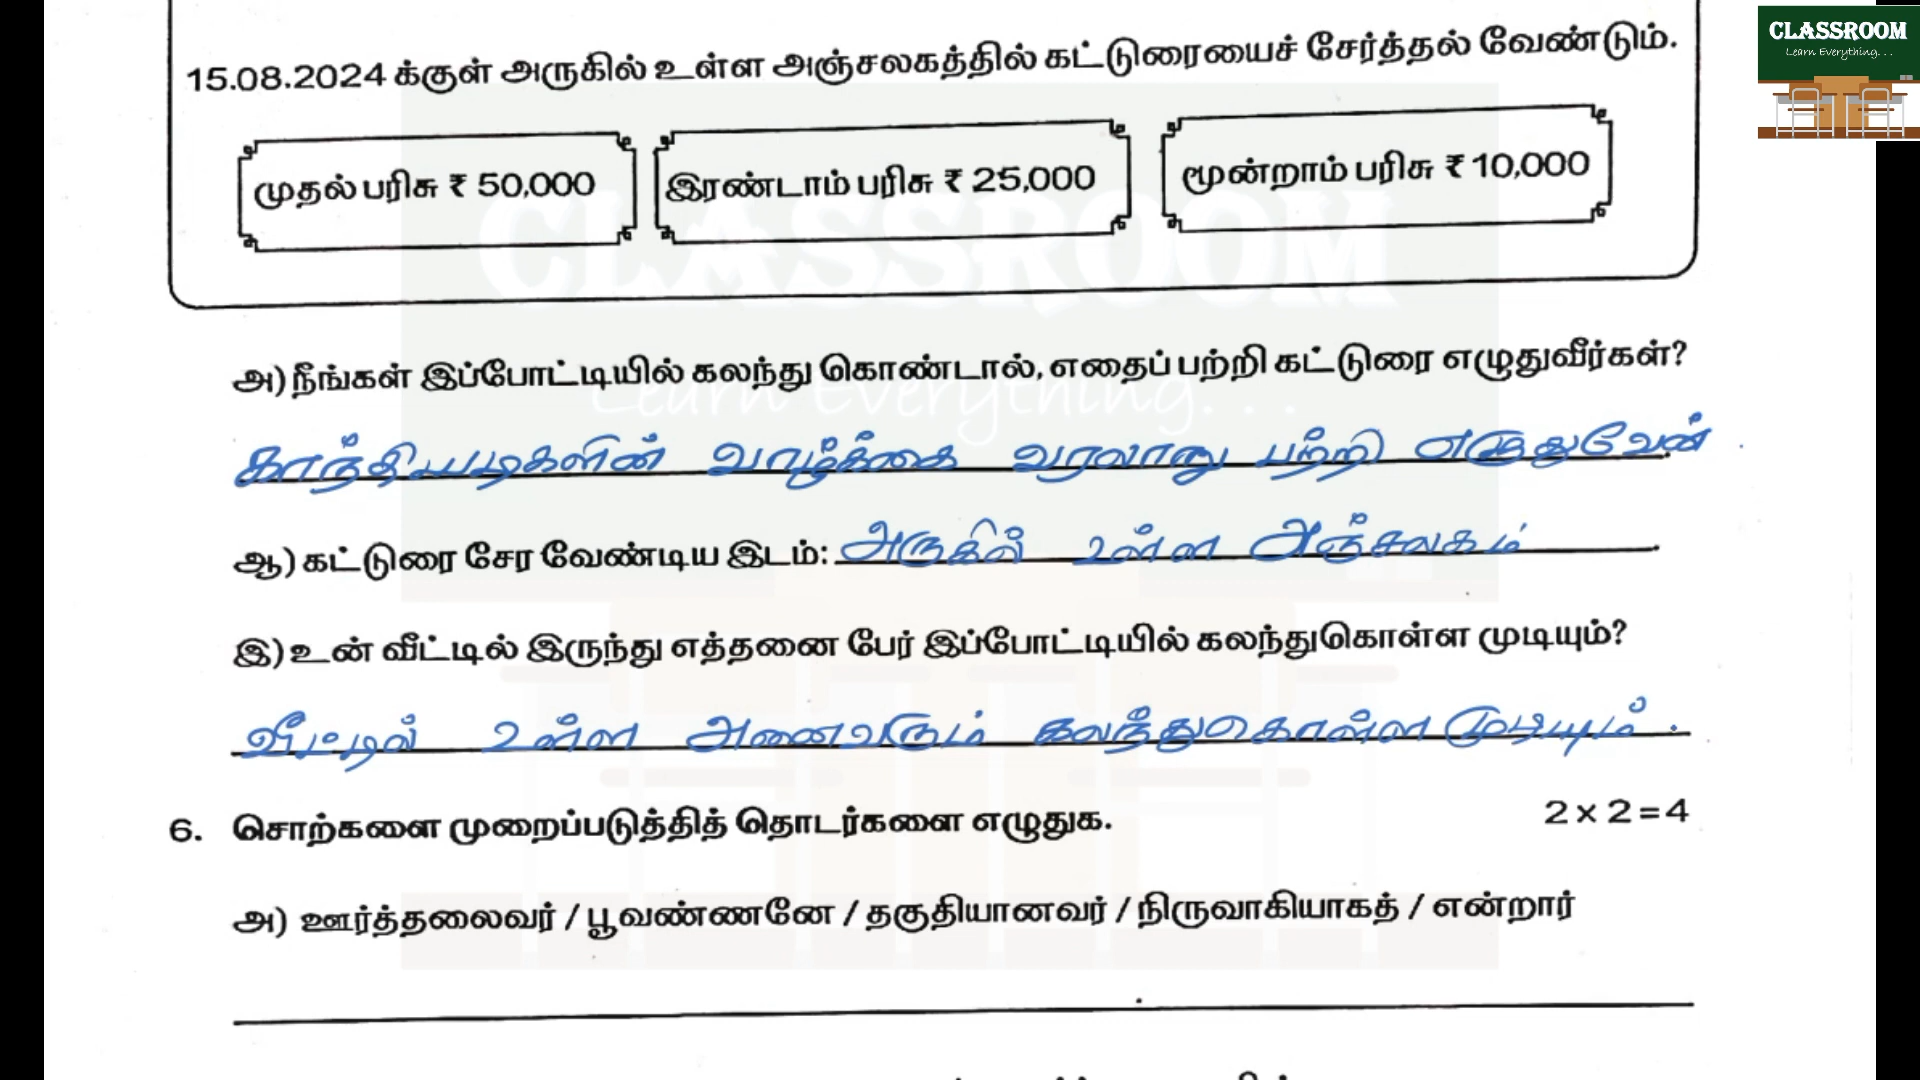 CLASSROOM
Learn Everything...
15.08.2024 க்குள் அருகில் உள்ள அஞ்சலகத்தில் கட்டுரையைச் சேர்த்தல் வேண்டும்.
முதல் பரிசு ₹ 50,000 இரண்டாம் பரிசு ₹ 25,000 மூன்றாம் பரிசு ₹ 10,000
CLASSROOM
அ) நீங்கள் இப்போட்டியில் கலந்து கொண்டால், எதைப் பற்றி கட்டுரை எழுதுவீர்கள்?
Learn Everything...
காந்தியடிகளின் வாழ்க்கை வரலாறு பற்றி எழுதுவேன்
ஆ) கட்டுரை சேர வேண்டிய இடம்: அருகில் உள்ள அஞ்சலகம்
இ) உன் வீட்டில் இருந்து எத்தனை பேர் இப்போட்டியில் கலந்துகொள்ள முடியும்?
வீட்டில் உள்ள அனைவரும் கலந்துகொள்ள முடியும்.
6. சொற்களை முறைப்படுத்தித் தொடர்களை எழுதுக. 2 x 2 = 4
அ) ஊர்த்தலைவர் / பூவண்ணனே / தகுதியானவர் / நிருவாகியாகத் / என்றார்